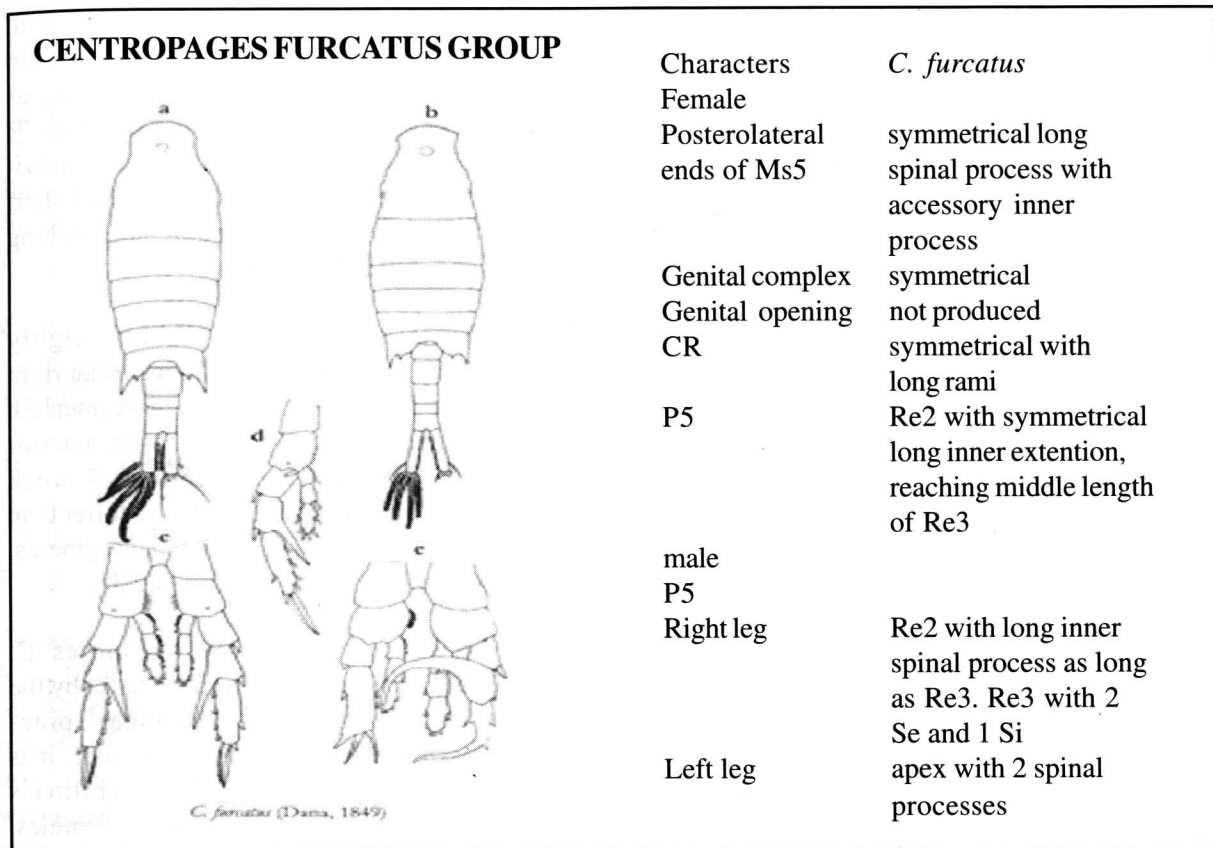 CENTROPAGES FURCATUS GROUP
a
b
d
c
e
C. furcatus (Dana, 1849)
Characters C. furcatus
Female
Posterolateral symmetrical long
ends of Ms5 spinal process with
accessory inner
process
Genital complex symmetrical
Genital opening not produced
CR symmetrical with
long rami
P5 Re2 with symmetrical
long inner extention,
reaching middle length
of Re3
male
P5
Right leg Re2 with long inner
spinal process as long
as Re3. Re3 with 2
Se and 1 Si
Left leg apex with 2 spinal
processes